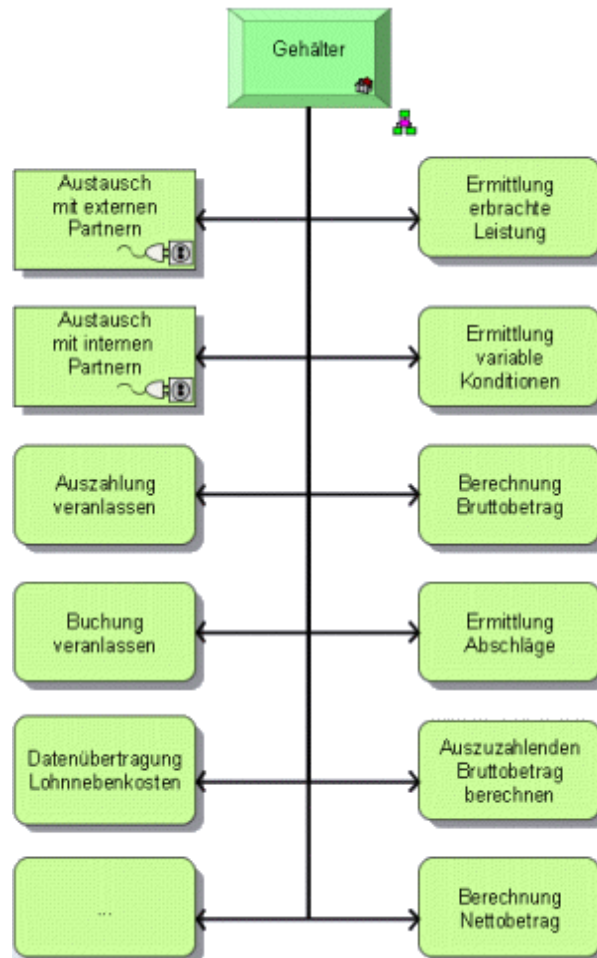 Gehälter
Austausch
mit externen
Partnern
Ermittlung
erbrachte
Leistung
Austausch
mit internen
Partnern
Ermittlung
variable
Konditionen
Auszahlung
veranlassen
Berechnung
Bruttobetrag
Buchung
veranlassen
Ermittlung
Abschläge
Datenübertragung
Lohnnebenkosten
Auszuzahlenden
Bruttobetrag
berechnen
...
Berechnung
Nettobetrag